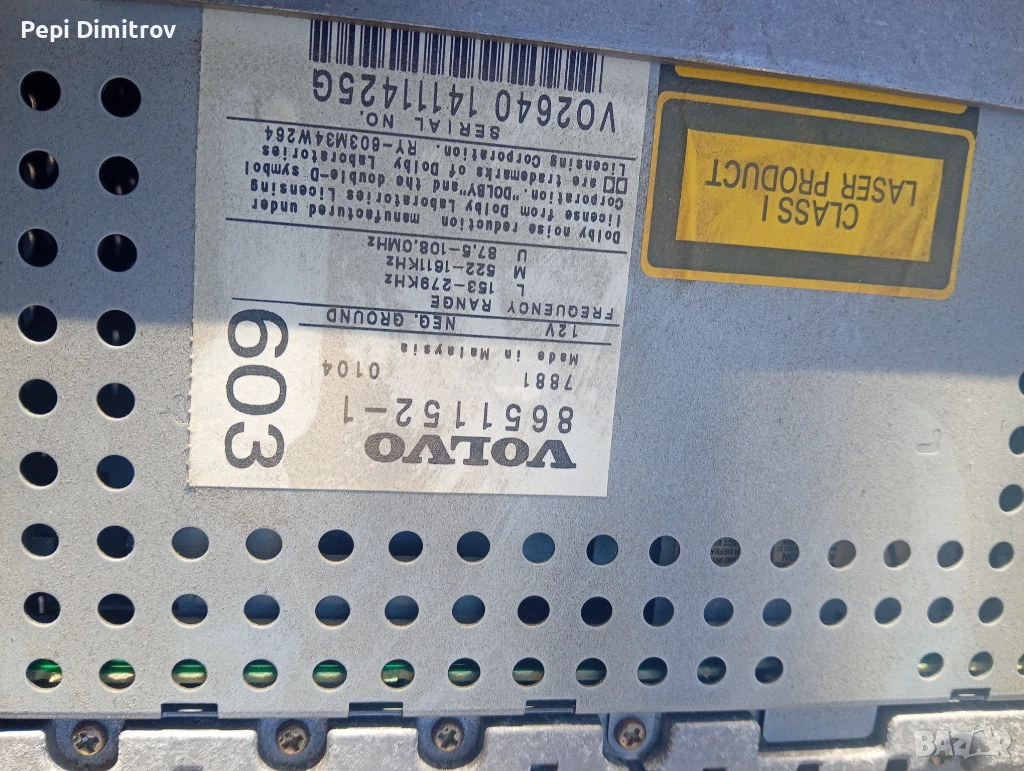 Pepi Dimitrov
VOLVO
8651152-1
7881 0104
Made in Malaysia
603
12V NEG. GROUND
FREQUENCY RANGE
L 153-279KHz
M 522-1611KHz
U 87.5-108.0MHz
Dolby noise reduction manufactured under
license from Dolby Laboratories Licensing
Corporation. "DOLBY" and the double-D symbol
are trademarks of Dolby Laboratories
Licensing Corporation. RY-603M34W264
SERIAL NO.
VO2640 14111425G
CLASS I
LASER PRODUCT
BAZAR